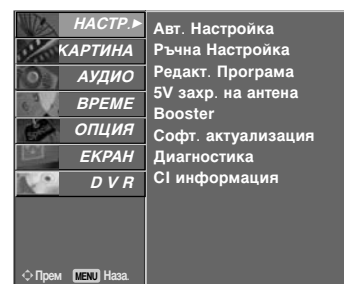 НАСТР.
КАРТИНА
АУДИО
ВРЕМЕ
ОПЦИЯ
ЕКРАН
D V R
Авт. Настройка
Ръчна Настройка
Редакт. Програма
5V захр. на антена
Booster
Софт. актуализация
Диагностика
CI информация
Прем MENU Наза.